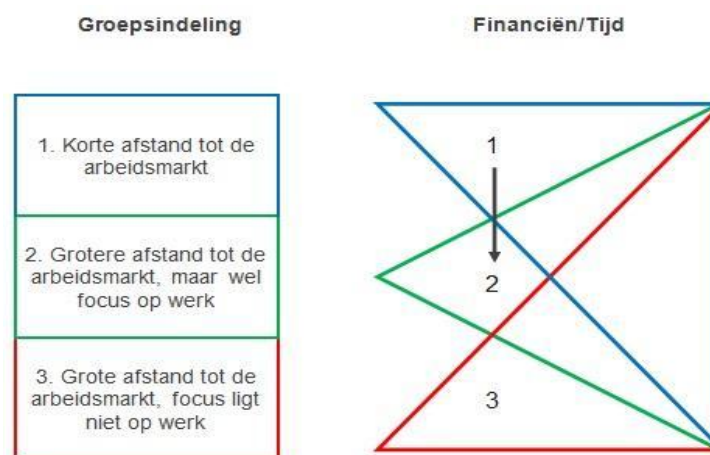 Groepsindeling
Financiën/Tijd
1. Korte afstand tot de
arbeidsmarkt
2. Grotere afstand tot de
arbeidsmarkt, maar wel
focus op werk
3. Grote afstand tot de
arbeidsmarkt, focus ligt
niet op werk
1
2
3